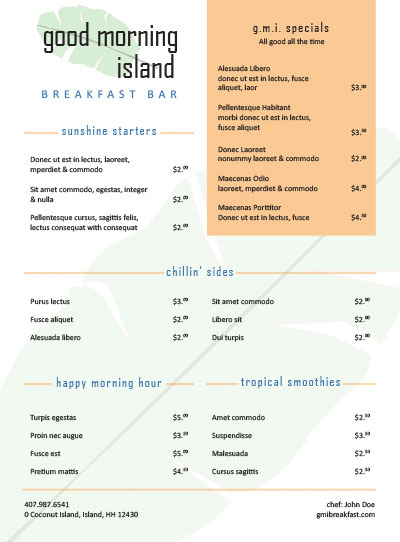 good morning
island
BREAKFAST BAR
sunshine starters
Donec ut est in lectus, laoreet,
mperdiet & commodo $2.00
Sit amet commodo, egestas, integer
& nulla $2.00
Pellentesque cursus, sagittis felis,
lectus consequat with consequat $2.00
g.m.i. specials
All good all the time
Alesuada Libero
donec ut est in lectus, fusce
aliquet, laor $3.00
Pellentesque Habitant
morbi donec ut est in lectus,
fusce aliquet $3.50
Donec Laoreet
nonummy laoreet & commodo $2.00
Maecenas Odio
laoreet, mperdiet & commodo $4.00
Maecenas Porttitor
Donec ut est in lectus, fusce $4.50
chillin' sides
Purus lectus $3.00
Fusce aliquet $2.00
Alesuada libero $2.00
Sit amet commodo $2.00
Libero sit $2.00
Dui turpis $2.00
happy morning hour
Turpis egestas $5.00
Proin nec augue $3.50
Fusce est $5.00
Pretium mattis $4.50
tropical smoothies
Amet commodo $2.50
Suspendisse $3.50
Malesuada $2.50
Cursus sagittis $2.50
407.987.6541
0 Coconut Island, Island, HH 12430
chef: John Doe
gmibreakfast.com